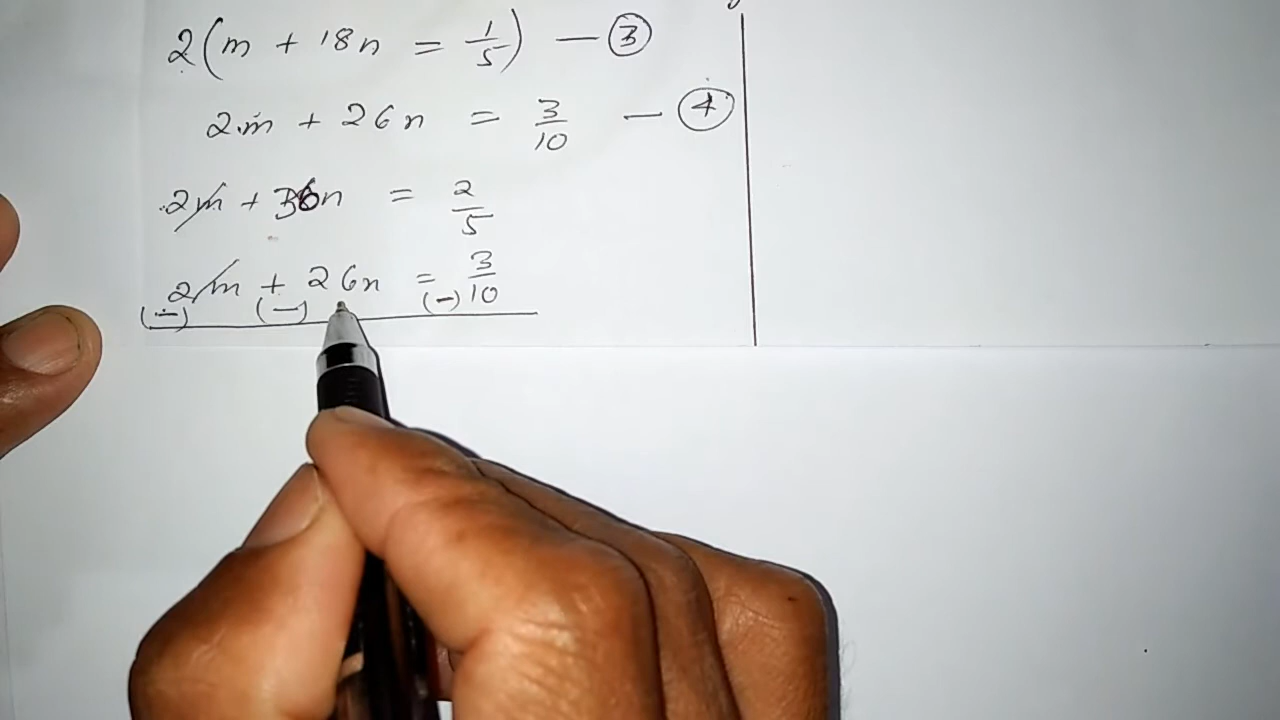 2(m + 18n = 1/5) — ③
2m + 26n = 3/10 — ④
2m + 36n = 2/5
2m + 26n = 3/10
(−) (−) (−)